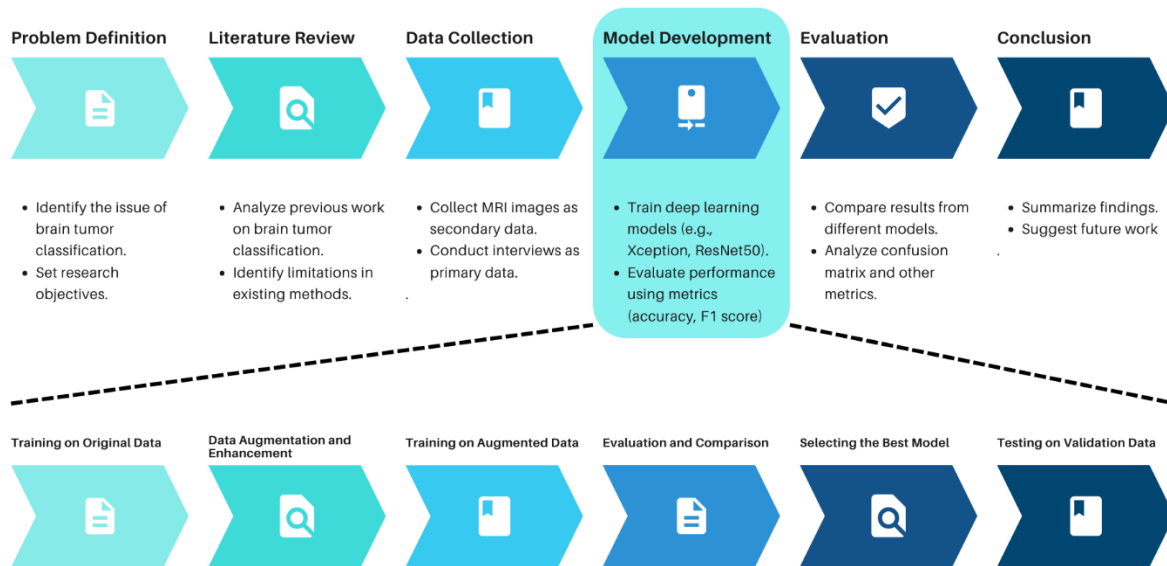 Problem Definition
Literature Review
Data Collection
Model Development
Evaluation
Conclusion
• Identify the issue of
brain tumor
classification.
• Set research
objectives.
• Analyze previous work
on brain tumor
classification.
• Identify limitations in
existing methods.
• Collect MRI images as
secondary data.
• Conduct interviews as
primary data.
.
• Train deep learning
models (e.g.,
Xception, ResNet50).
• Evaluate performance
using metrics
(accuracy, F1 score)
• Compare results from
different models.
• Analyze confusion
matrix and other
metrics.
• Summarize findings.
• Suggest future work
.
Training on Original Data
Data Augmentation and
Enhancement
Training on Augmented Data
Evaluation and Comparison
Selecting the Best Model
Testing on Validation Data